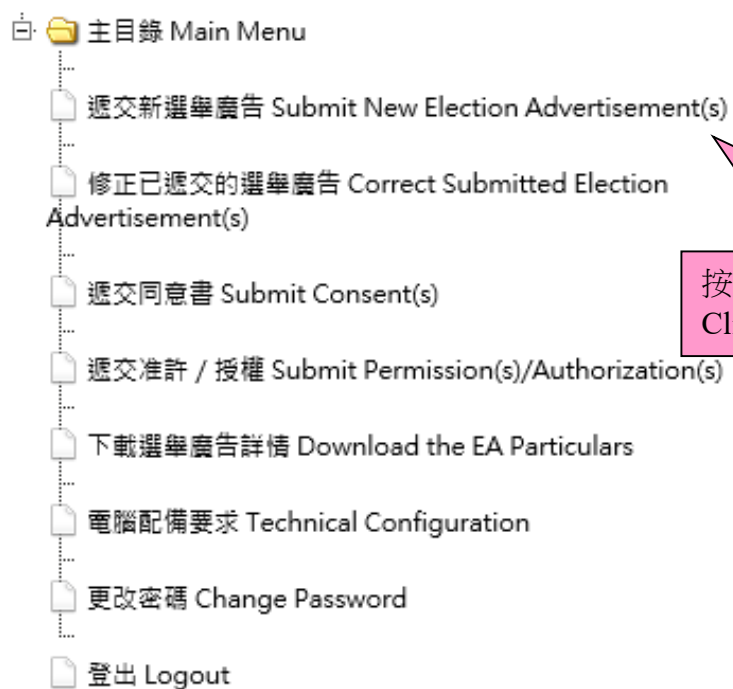 主目錄 Main Menu
遞交新選舉廣告 Submit New Election Advertisement(s)
修正已遞交的選舉廣告 Correct Submitted Election
Advertisement(s)
遞交同意書 Submit Consent(s)
遞交准許 / 授權 Submit Permission(s)/Authorization(s)
下載選舉廣告詳情 Download the EA Particulars
電腦配備要求 Technical Configuration
更改密碼 Change Password
登出 Logout
按